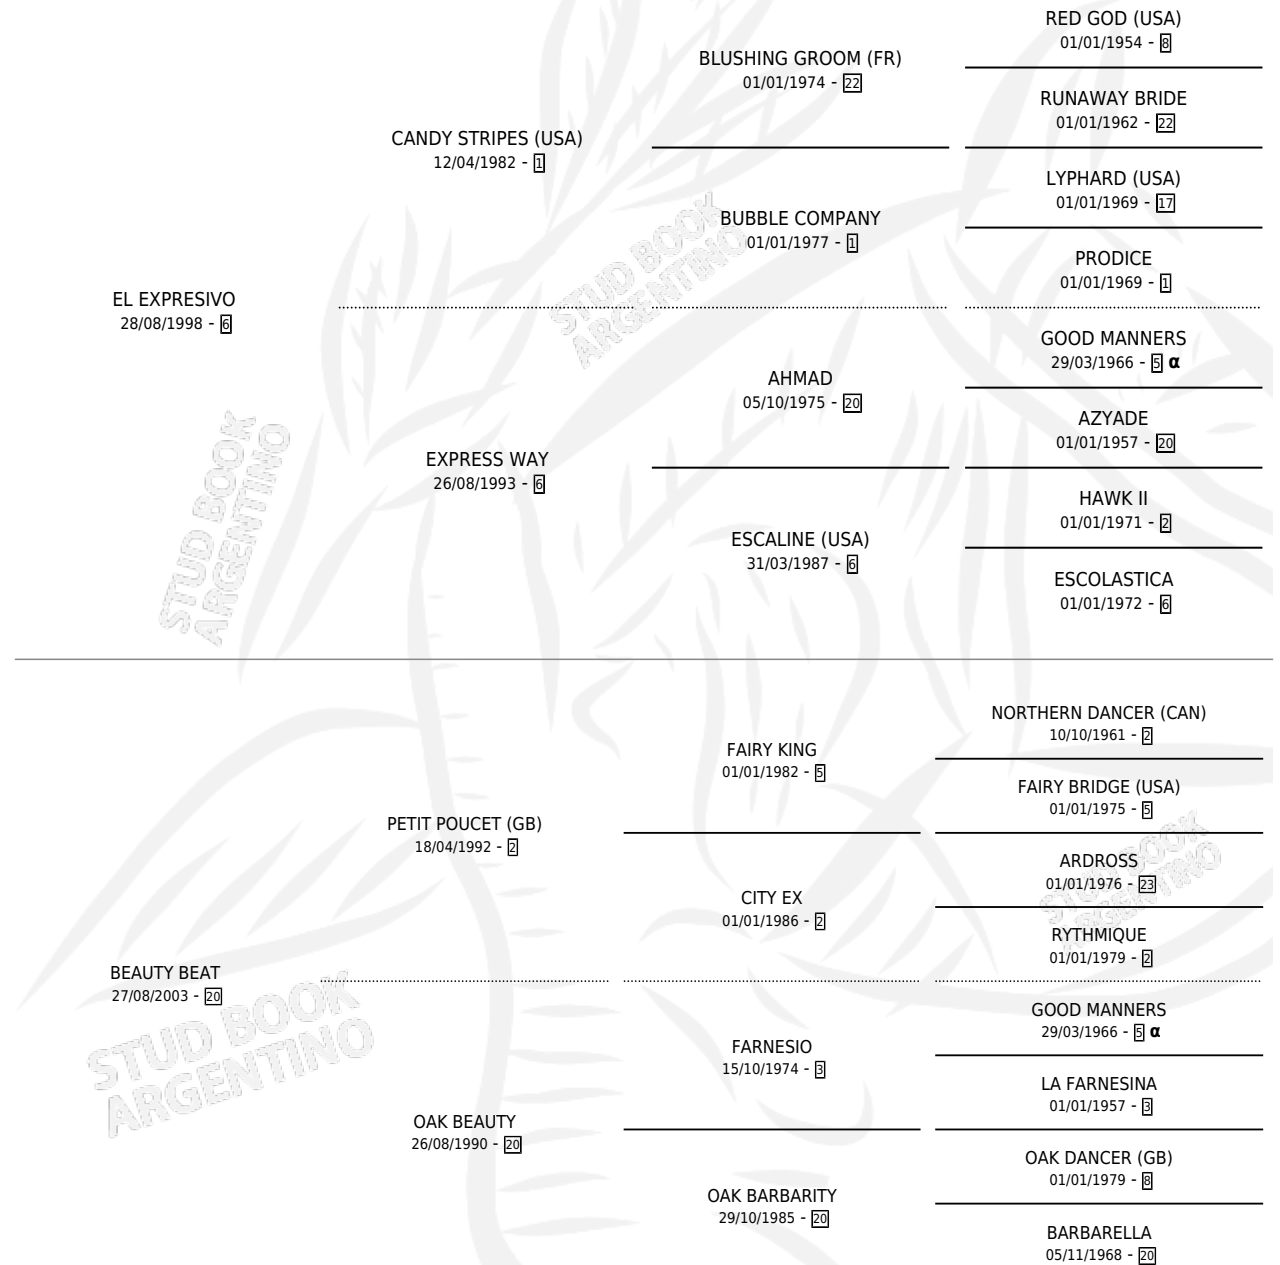 RED GOD (USA)
01/01/1954 - 8
BLUSHING GROOM (FR)
01/01/1974 - 22
RUNAWAY BRIDE
01/01/1962 - 22
CANDY STRIPES (USA)
12/04/1982 - 1
LYPHARD (USA)
01/01/1969 - 17
BUBBLE COMPANY
01/01/1977 - 1
PRODICE
01/01/1969 - 1
EL EXPRESIVO
28/08/1998 - 6
GOOD MANNERS
29/03/1966 - 5 α
AHMAD
05/10/1975 - 20
AZYADE
01/01/1957 - 20
EXPRESS WAY
26/08/1993 - 6
HAWK II
01/01/1971 - 2
ESCALINE (USA)
31/03/1987 - 6
ESCOLASTICA
01/01/1972 - 6
NORTHERN DANCER (CAN)
10/10/1961 - 2
FAIRY KING
01/01/1982 - 5
FAIRY BRIDGE (USA)
01/01/1975 - 5
PETIT POUCET (GB)
18/04/1992 - 2
ARDROSS
01/01/1976 - 23
CITY EX
01/01/1986 - 2
RYTHMIQUE
01/01/1979 - 2
BEAUTY BEAT
27/08/2003 - 20
GOOD MANNERS
29/03/1966 - 5 α
FARNESIO
15/10/1974 - 3
LA FARNESINA
01/01/1957 - 3
OAK BEAUTY
26/08/1990 - 20
OAK DANCER (GB)
01/01/1979 - 8
OAK BARBARITY
29/10/1985 - 20
BARBARELLA
05/11/1968 - 20
STUD BOOK
ARGENTINO
STUD BOOK
ARGENTINO
STUD BOOK
ARGENTINO
STUD BOOK
ARGENTINO